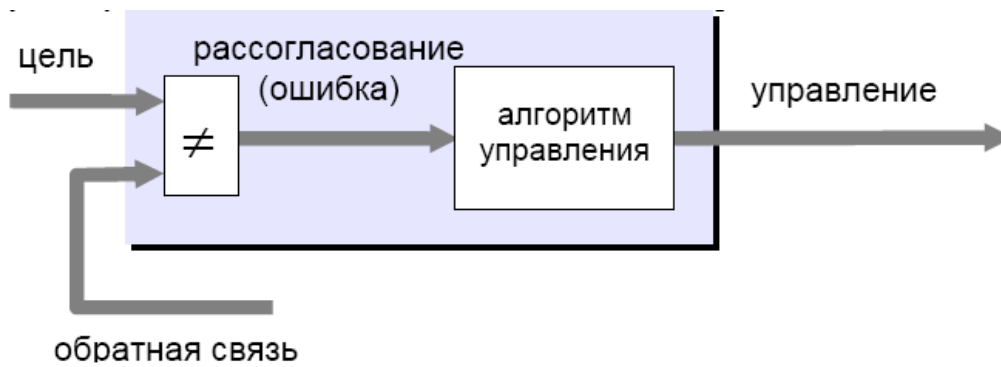 цель
рассогласование
(ошибка)
≠
алгоритм
управления
управление
обратная связь